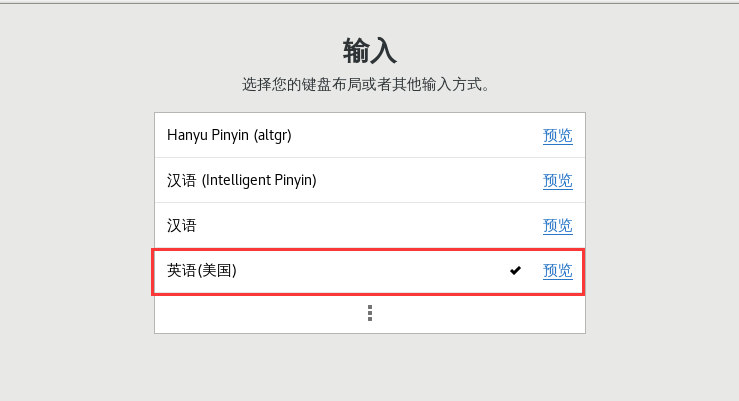 输入
选择您的键盘布局或者其他输入方式。
Hanyu Pinyin (altgr) 预览
汉语 (Intelligent Pinyin) 预览
汉语 预览
英语(美国) 预览